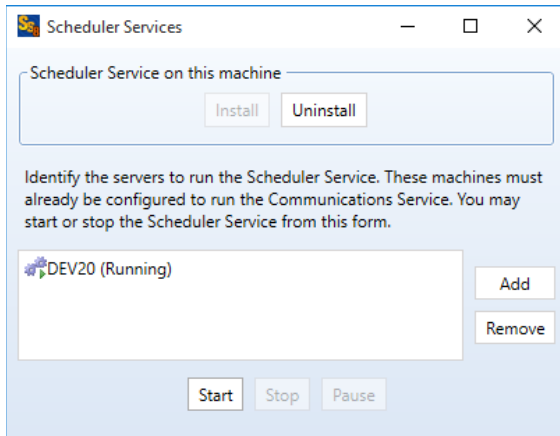 Scheduler Services
Scheduler Service on this machine
Install Uninstall
Identify the servers to run the Scheduler Service. These machines must
already be configured to run the Communications Service. You may
start or stop the Scheduler Service from this form.
DEV20 (Running)
Add
Remove
Start Stop Pause